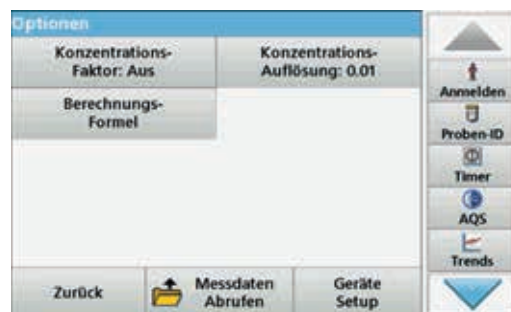 Optionen
Konzentrations-
Faktor: Aus
Konzentrations-
Auflösung: 0.01
Berechnungs-
Formel
Anmelden
Proben-ID
Timer
AQS
Trends
Zurück
Messdaten
Abrufen
Geräte
Setup